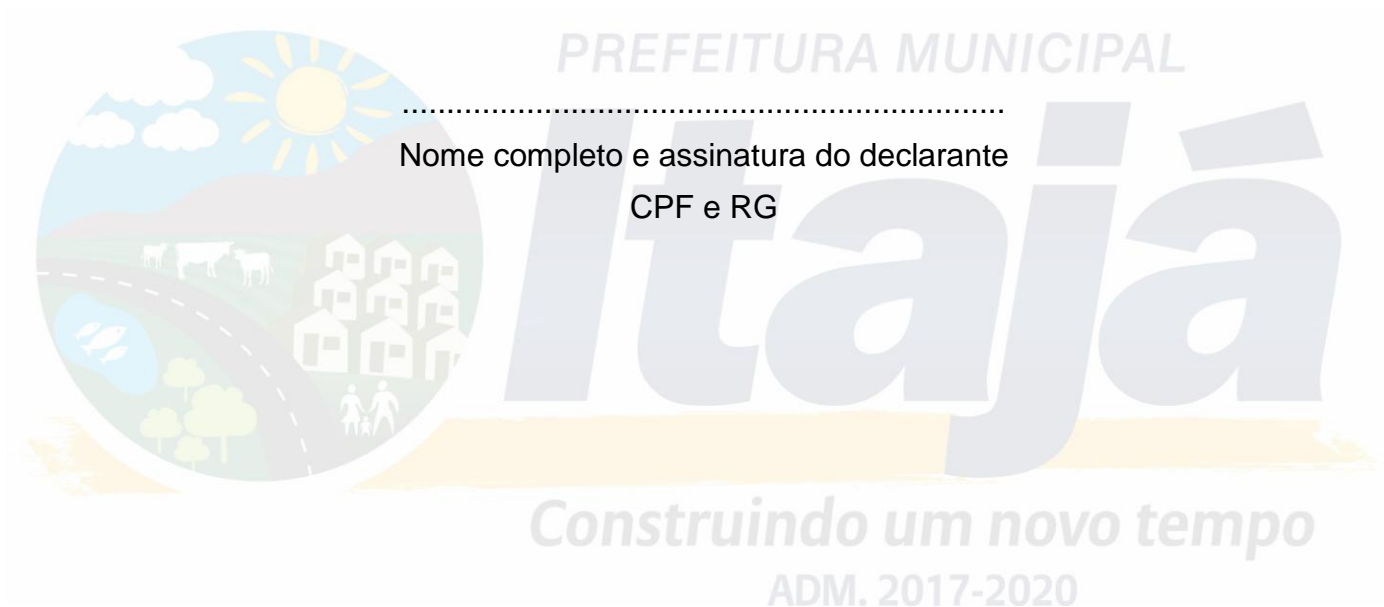 PREFEITURA MUNICIPAL
...................................................................
Nome completo e assinatura do declarante
CPF e RG
Itajá
Construindo um novo tempo
ADM. 2017-2020